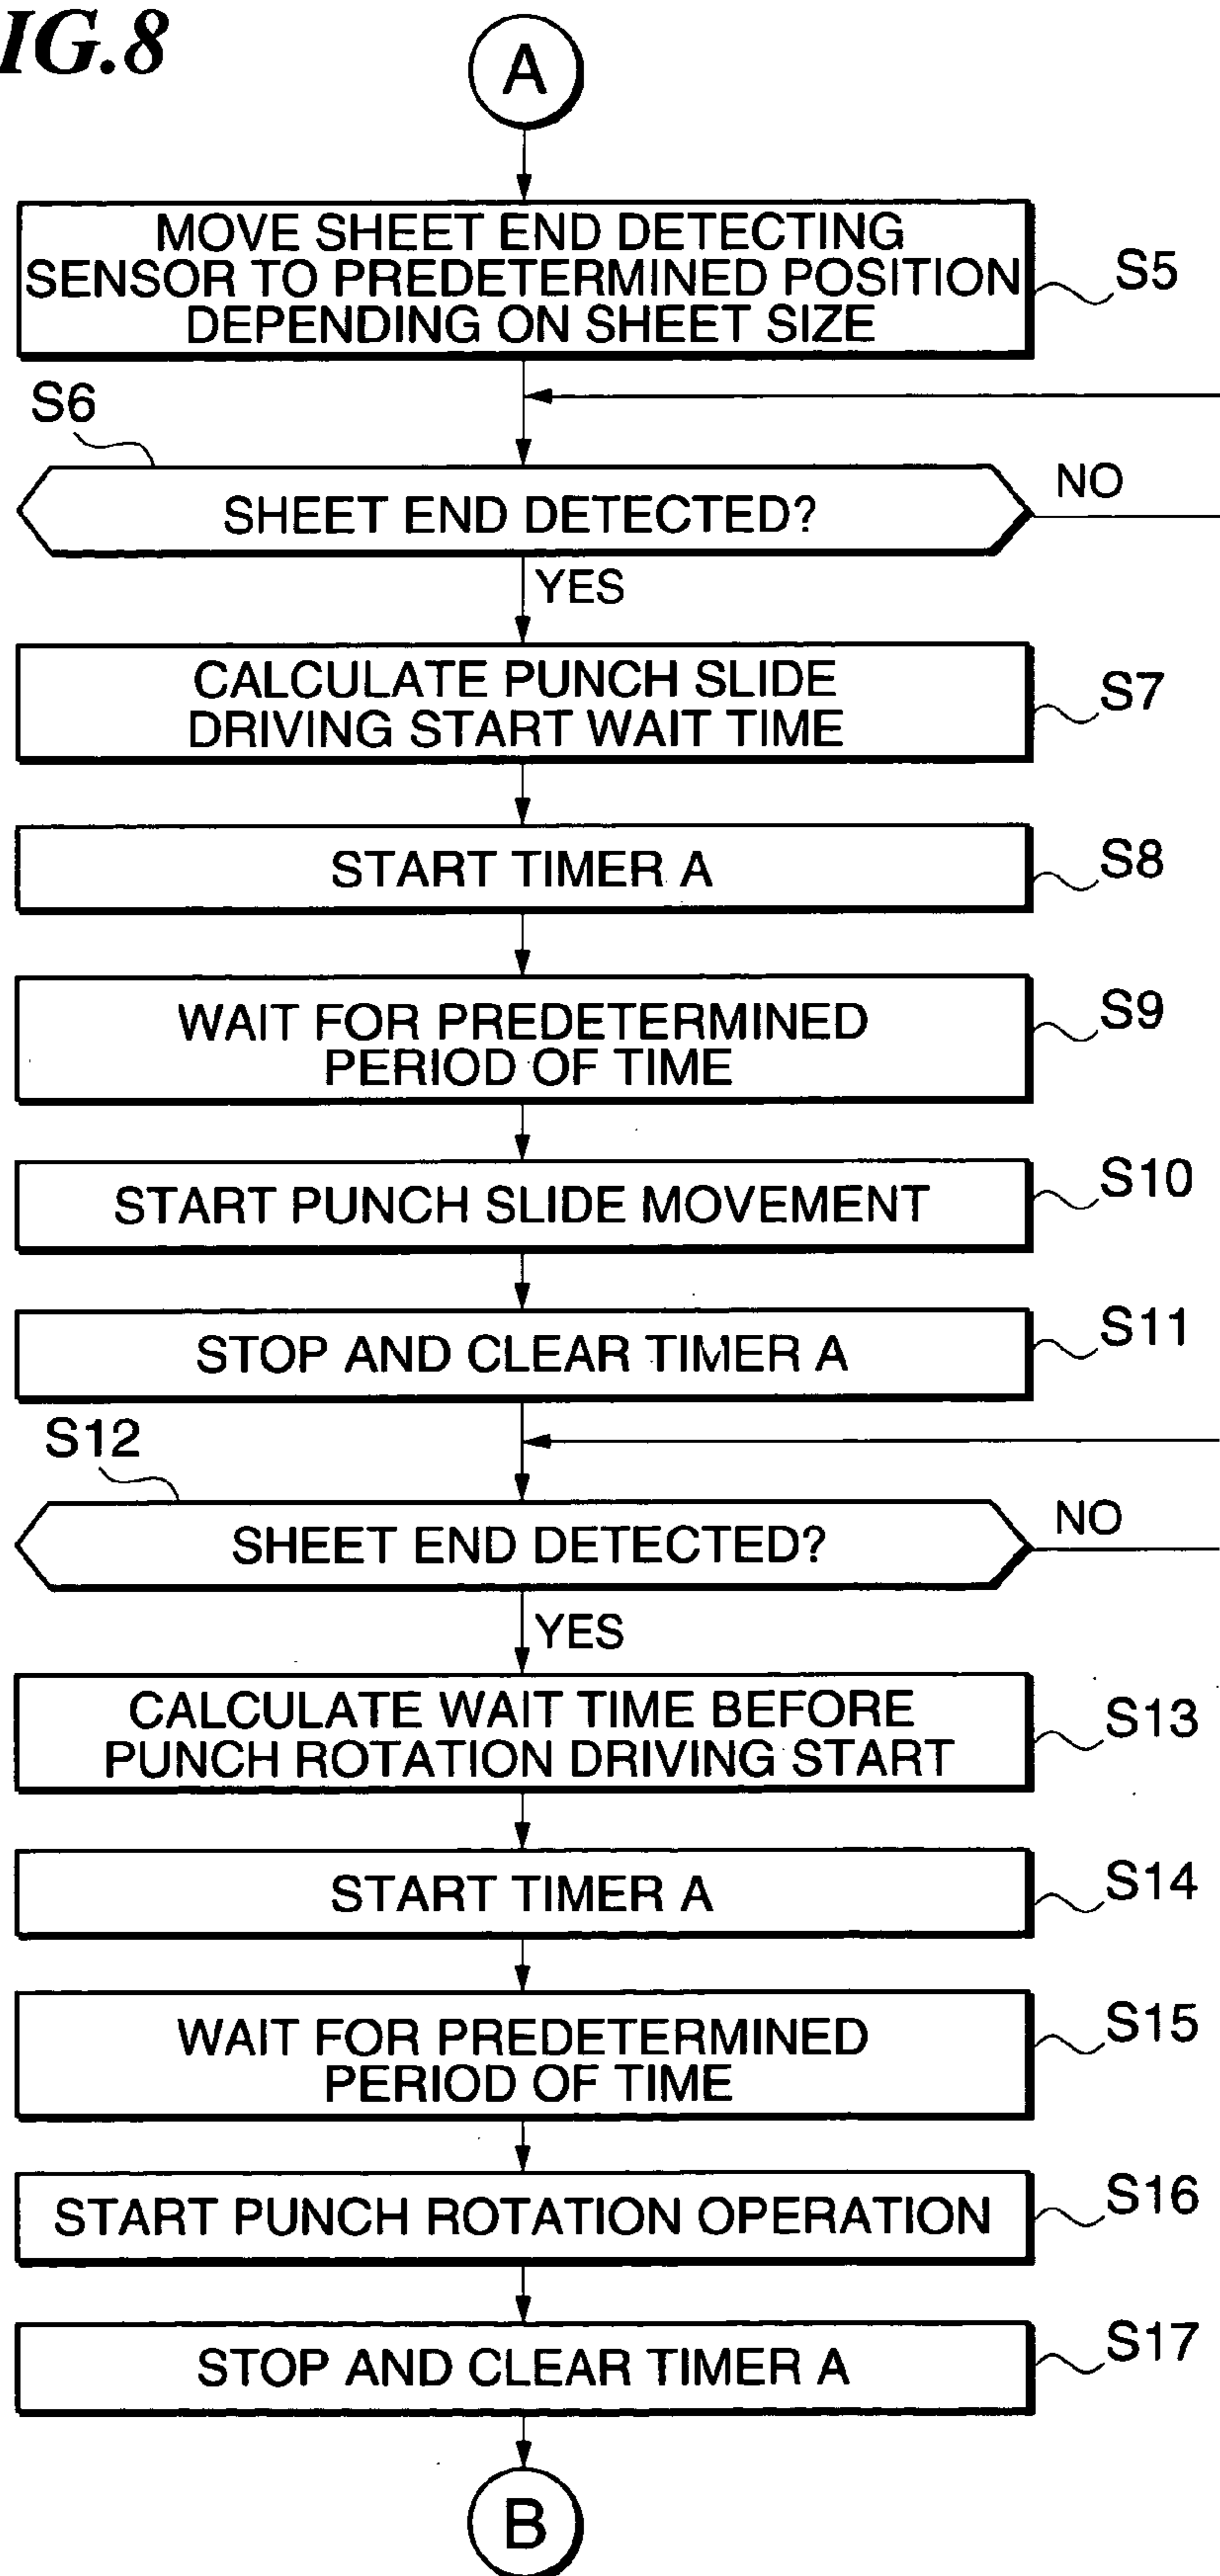 IG.8
A
MOVE SHEET END DETECTING
SENSOR TO PREDETERMINED POSITION
DEPENDING ON SHEET SIZE
S5
S6
SHEET END DETECTED?
NO
YES
CALCULATE PUNCH SLIDE
DRIVING START WAIT TIME
S7
START TIMER A
S8
WAIT FOR PREDETERMINED
PERIOD OF TIME
S9
START PUNCH SLIDE MOVEMENT
S10
STOP AND CLEAR TIMER A
S11
S12
SHEET END DETECTED?
NO
YES
CALCULATE WAIT TIME BEFORE
PUNCH ROTATION DRIVING START
S13
START TIMER A
S14
WAIT FOR PREDETERMINED
PERIOD OF TIME
S15
START PUNCH ROTATION OPERATION
S16
STOP AND CLEAR TIMER A
S17
B